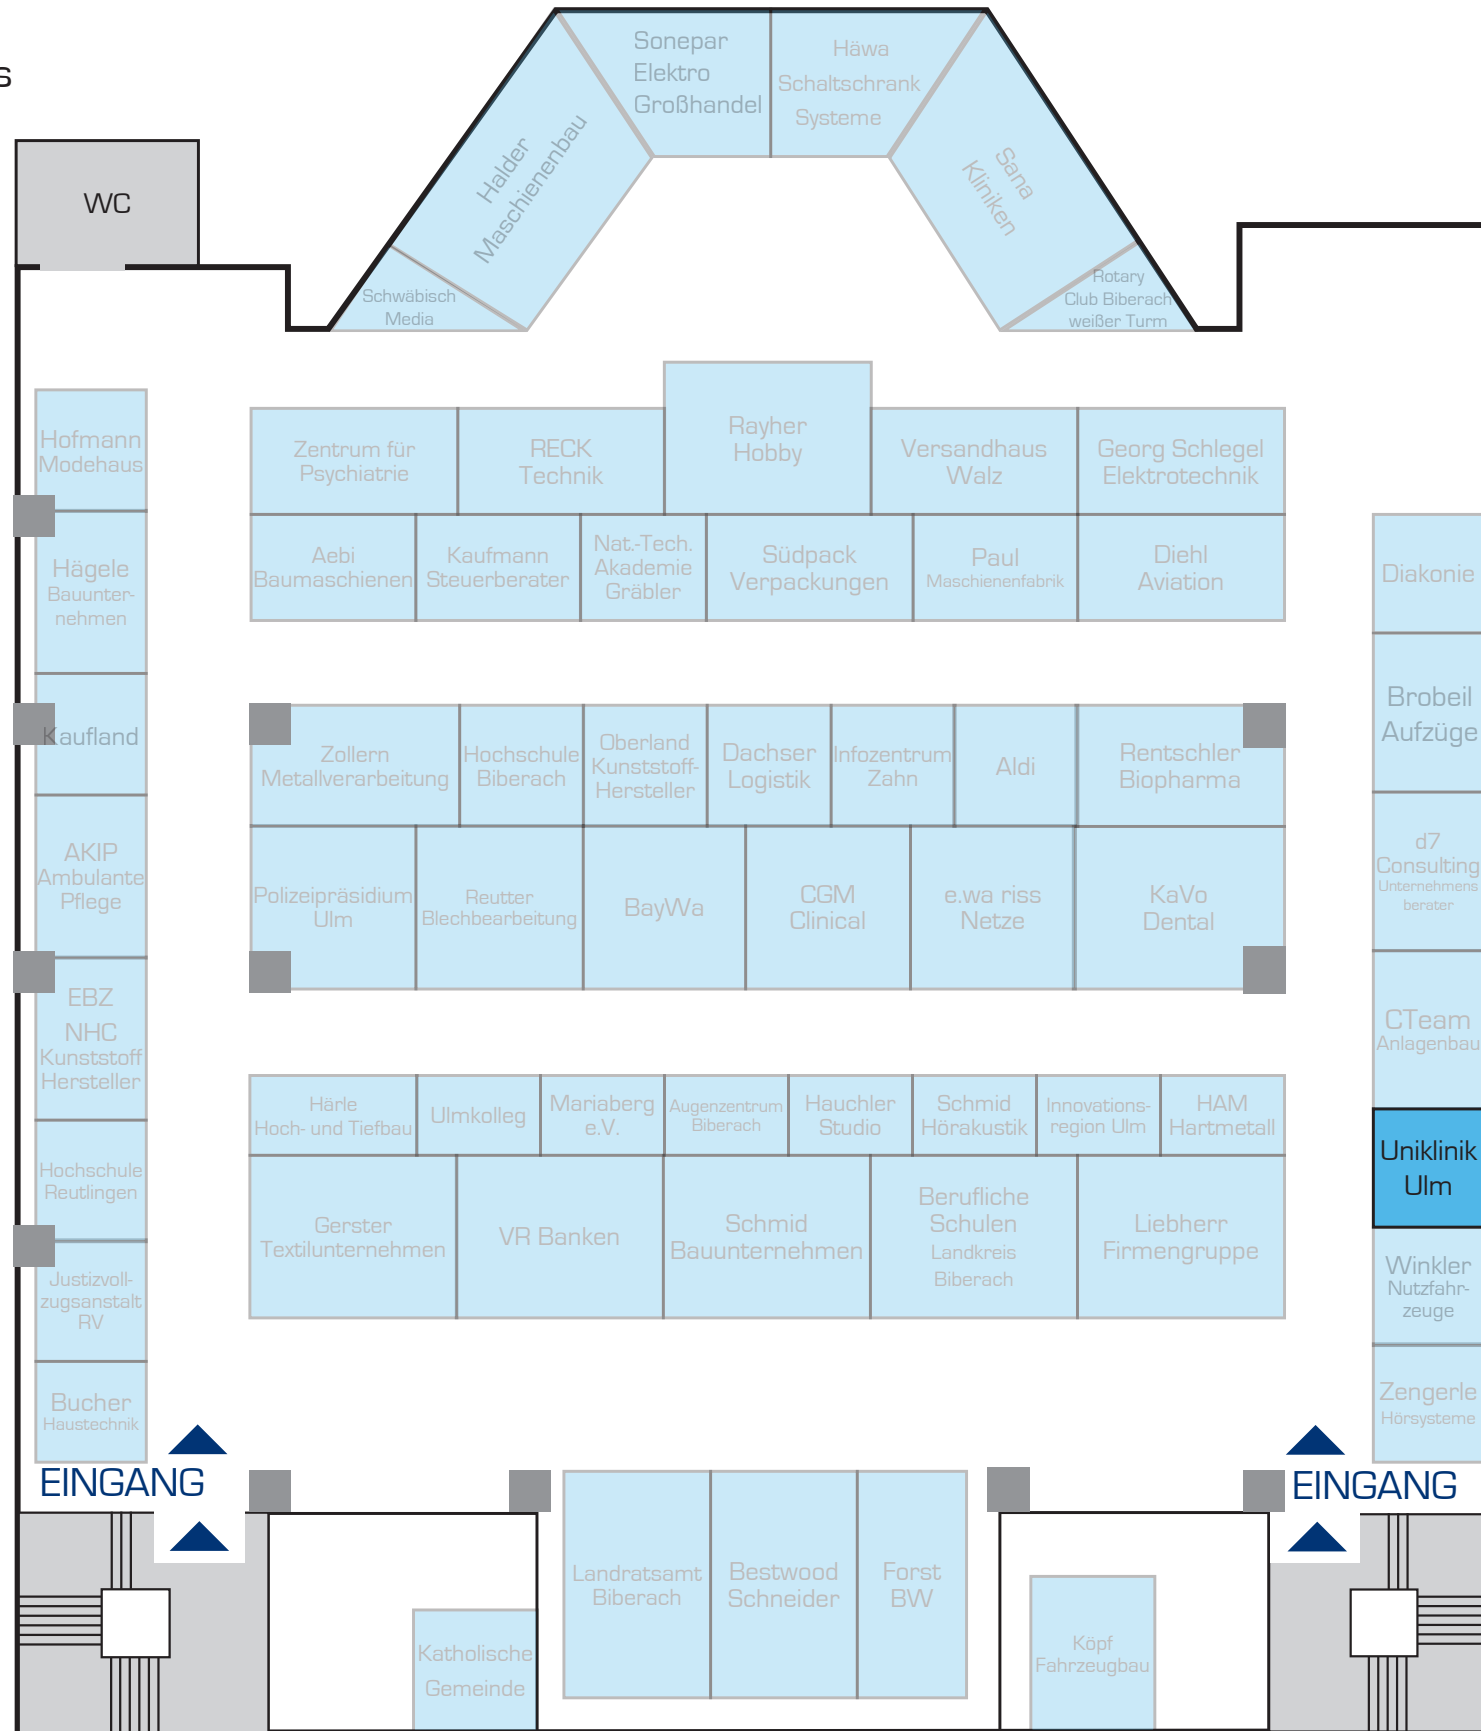 s
Sonepar
Elektro
Großhandel
Häwa
Schaltschrank
Systeme
Halder
Maschienenbau
Sana
Kliniken
WC
Schwäbisch
Media
Rotary
Club Biberach
weißer Turm
Hofmann
Modehaus
Hägele
Bauunter-
nehmen
Kaufland
AKIP
Ambulante
Pflege
EBZ
NHC
Kunststoff
Hersteller
Hochschule
Reutlingen
Justizvoll-
zugsanstalt
RV
Bucher
Haustechnik
Zentrum für
Psychiatrie
RECK
Technik
Rayher
Hobby
Versandhaus
Walz
Georg Schlegel
Elektrotechnik
Aebi
Baumaschienen
Kaufmann
Steuerberater
Nat.-Tech.
Akademie
Gräbler
Südpack
Verpackungen
Paul
Maschienenfabrik
Diehl
Aviation
Zollern
Metallverarbeitung
Hochschule
Biberach
Oberland
Kunststoff-
Hersteller
Dachser
Logistik
Infozentrum
Zahn
Aldi
Rentschler
Biopharma
Polizeipräsidium
Ulm
Reutter
Blechbearbeitung
BayWa
CGM
Clinical
e.wa riss
Netze
KaVo
Dental
Härle
Hoch- und Tiefbau
Ulmkolleg
Mariaberg
e.V.
Augenzentrum
Biberach
Hauchler
Studio
Schmid
Hörakustik
Innovations-
region Ulm
HAM
Hartmetall
Gerster
Textilunternehmen
VR Banken
Schmid
Bauunternehmen
Berufliche
Schulen
Landkreis
Biberach
Liebherr
Firmengruppe
Diakonie
Brobeil
Aufzüge
d7
Consulting
Unternehmens
berater
CTeam
Anlagenbau
Uniklinik
Ulm
Winkler
Nutzfahr-
zeuge
Zengerle
Hörsysteme
EINGANG
EINGANG
Landratsamt
Biberach
Bestwood
Schneider
Forst
BW
Katholische
Gemeinde
Köpf
Fahrzeugbau